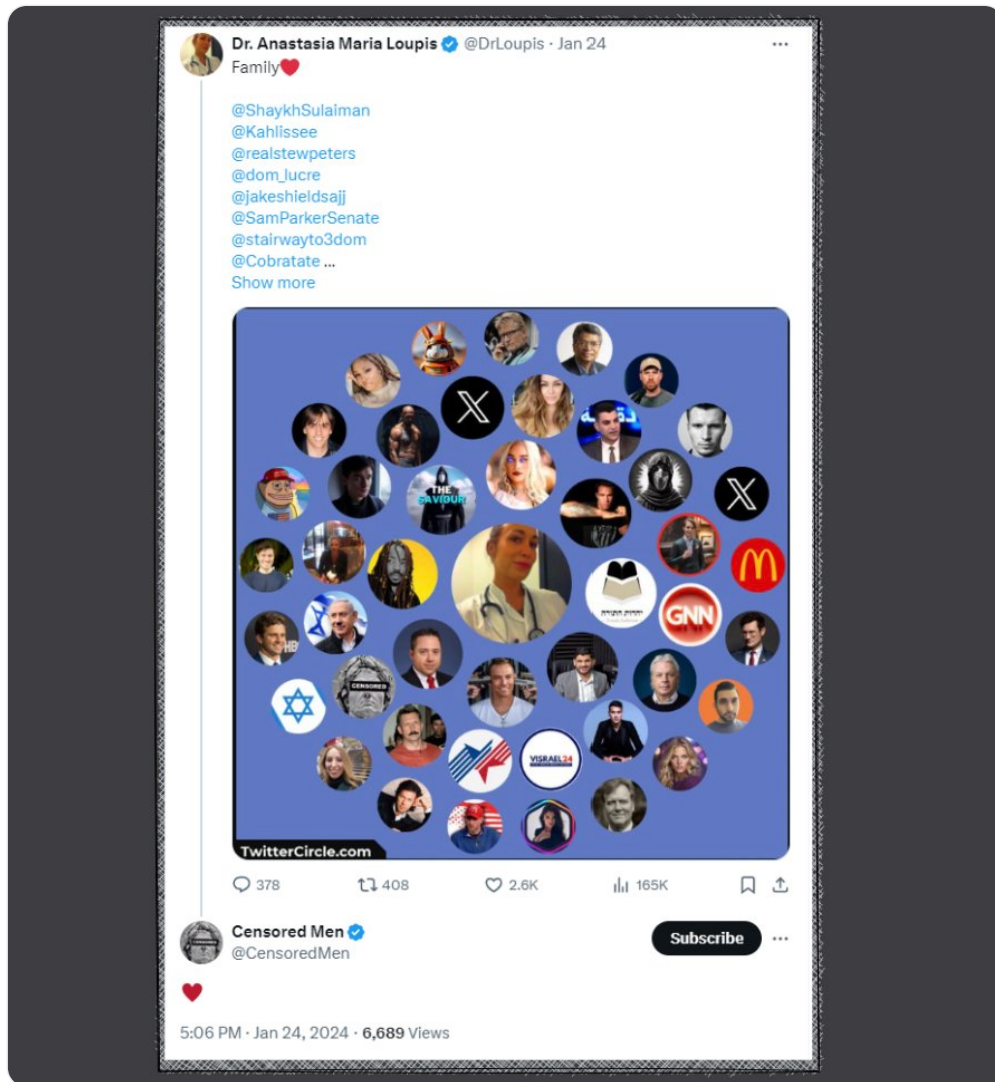 Dr. Anastasia Maria Loupis @DrLoupis · Jan 24
Family❤️
@ShaykhSulaiman
@Kahlissee
@realstewpeters
@dom_lucre
@jakeshieldsajj
@SamParkerSenate
@stairwayto3dom
@Cobratate ...
Show more
THE
SAVIOUR
GNN
HB
CENSORED
VISRAEL24
TwitterCircle.com
378 408 2.6K 165K
Censored Men
@CensoredMen
Subscribe
❤️
5:06 PM · Jan 24, 2024 · 6,689 Views